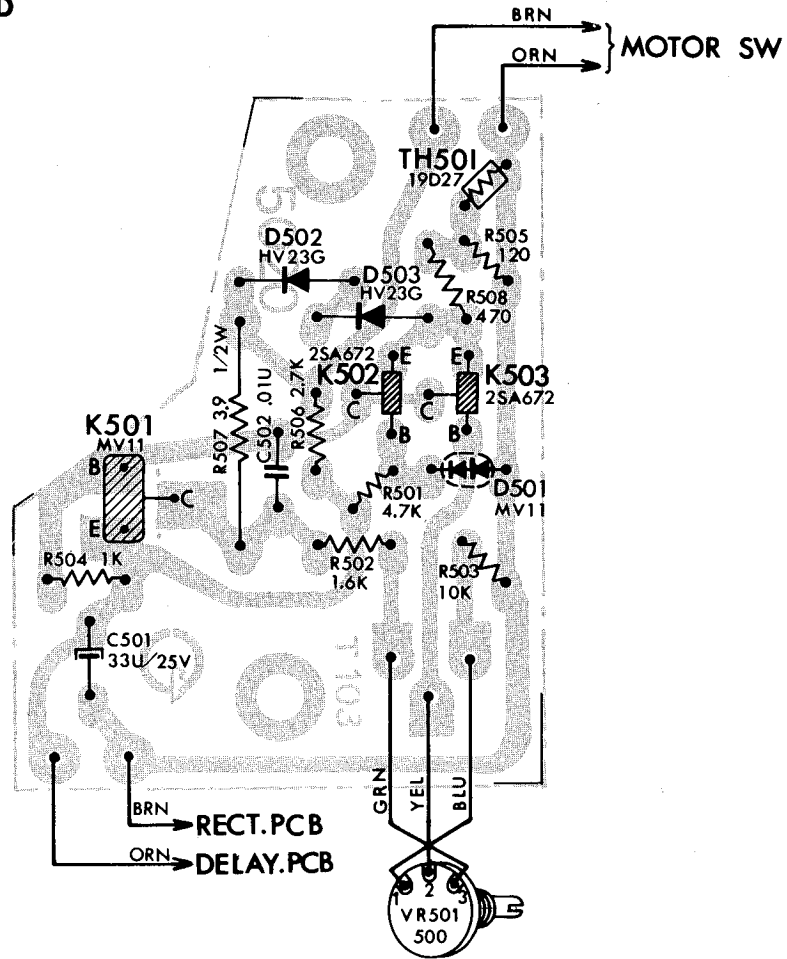 D
BRN
ORN
MOTOR SW
TH501
19D27
5020
D502
HV23G
R505
120
D503
HV23G
R508
470
R507 3.9 1/2W
C502 .01U
R506 2.7K
2SA672
K502
E
C
B
E
C
B
K503
2SA672
K501
MV11
B
C
E
D501
MV11
R501
4.7K
R504 1K
R502
1.6K
R503
10K
C501
33U/25V
T103
GRN
YEL
BLU
BRN
RECT.PCB
ORN
DELAY.PCB
1
2
3
VR501
500